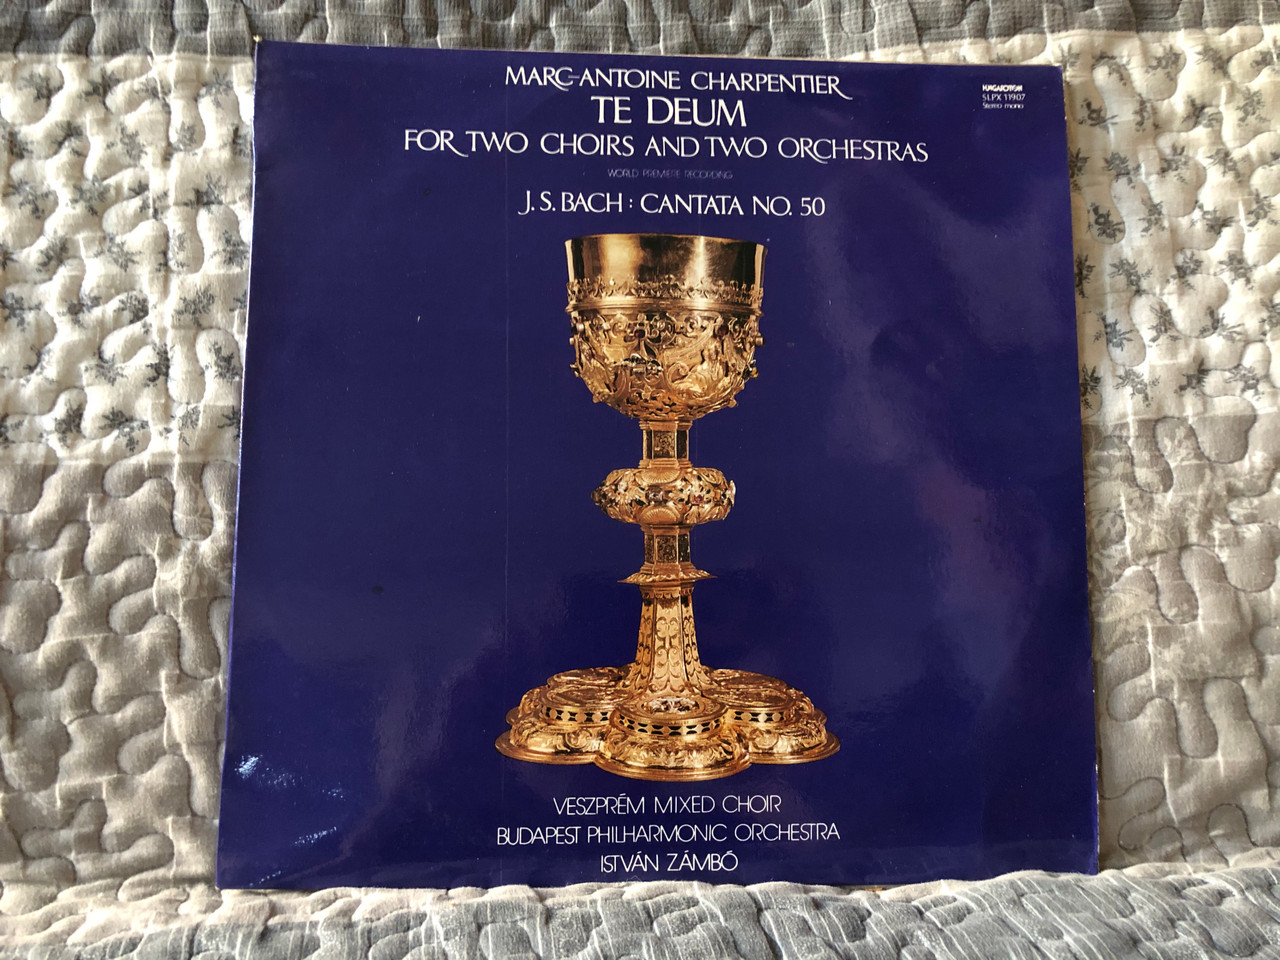 MARC-ANTOINE CHARPENTIER
TE DEUM
FOR TWO CHOIRS AND TWO ORCHESTRAS
WORLD PREMIERE RECORDING
J. S. BACH : CANTATA NO. 50
HUNGAROTON
SLPX 11907
Stereo mono
VESZPRÉM MIXED CHOIR
BUDAPEST PHILHARMONIC ORCHESTRA
ISTVÁN ZÁMBÓ